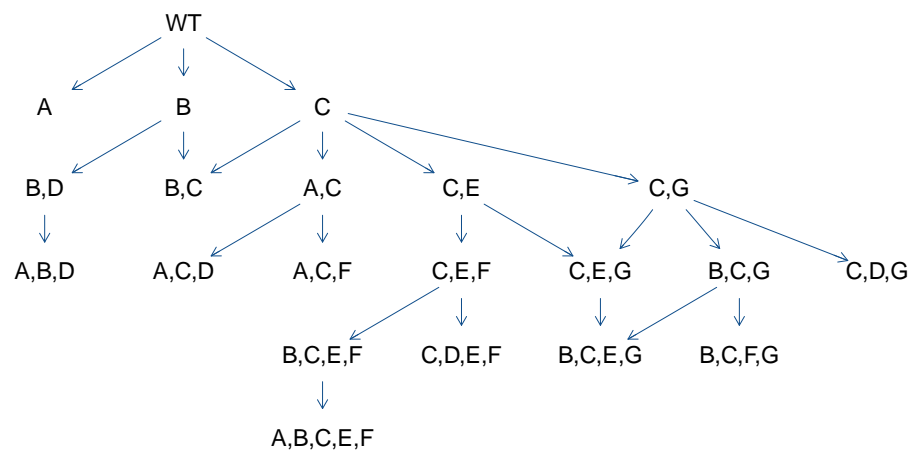 WT
A B C
B,D B,C A,C C,E C,G
A,B,D A,C,D A,C,F C,E,F C,E,G B,C,G C,D,G
B,C,E,F C,D,E,F B,C,E,G B,C,F,G
A,B,C,E,F